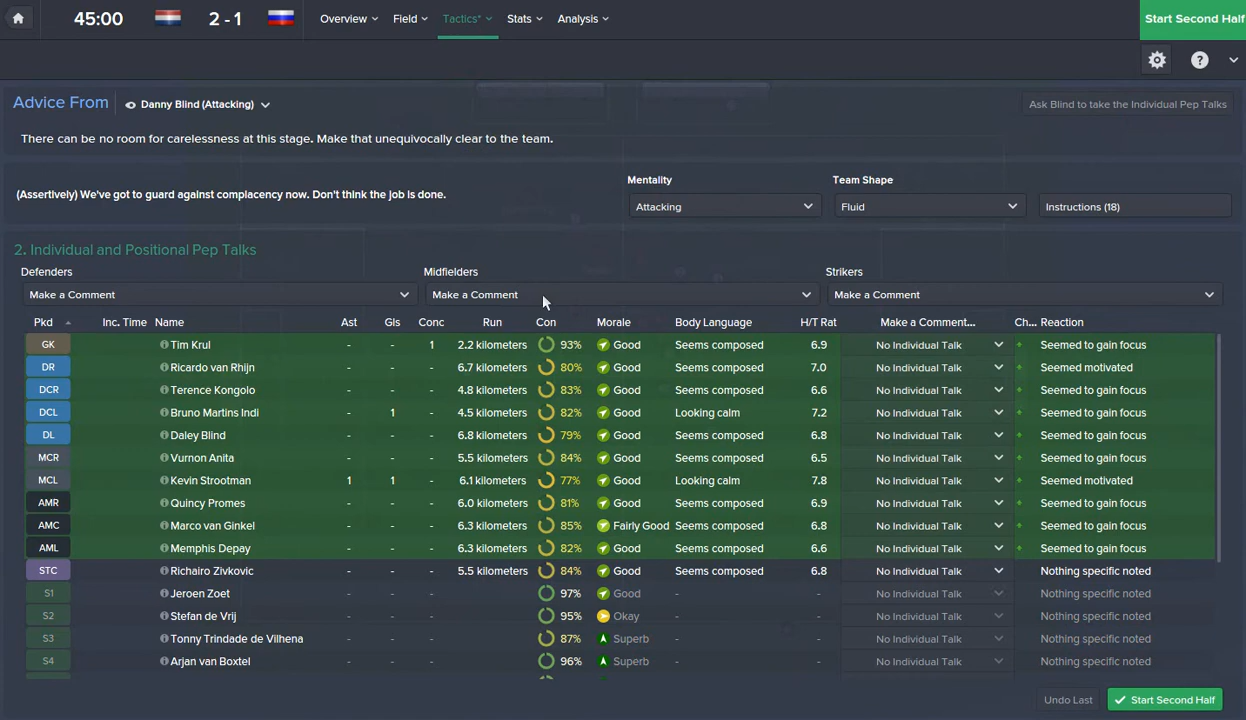 45:00 2 - 1 Overview Field Tactics* Stats Analysis Start Second Half
?
Advice From Danny Blind (Attacking) Ask Blind to take the Individual Pep Talks
There can be no room for carelessness at this stage. Make that unequivocally clear to the team.
Mentality Team Shape
(Assertively) We've got to guard against complacency now. Don't think the job is done.
Attacking Fluid Instructions (18)
2. Individual and Positional Pep Talks
Defenders Midfielders Strikers
Make a Comment Make a Comment Make a Comment
Pkd Inc. Time Name Ast Gls Conc Run Con Morale Body Language H/T Rat Make a Comment... Ch... Reaction
GK Tim Krul - - 1 2.2 kilometers 93% Good Seems composed 6.9 No Individual Talk Seemed to gain focus
DR Ricardo van Rhijn - - - 6.7 kilometers 80% Good Seems composed 7.0 No Individual Talk Seemed motivated
DCR Terence Kongolo - - - 4.8 kilometers 83% Good Seems composed 6.6 No Individual Talk Seemed to gain focus
DCL Bruno Martins Indi - 1 - 4.5 kilometers 82% Good Looking calm 7.2 No Individual Talk Seemed to gain focus
DL Daley Blind - - - 6.8 kilometers 79% Good Seems composed 6.8 No Individual Talk Seemed to gain focus
MCR Vurnon Anita - - - 5.5 kilometers 84% Good Seems composed 6.5 No Individual Talk Seemed to gain focus
MCL Kevin Strootman 1 1 - 6.1 kilometers 77% Good Looking calm 7.8 No Individual Talk Seemed motivated
AMR Quincy Promes - - - 6.0 kilometers 81% Good Seems composed 6.9 No Individual Talk Seemed to gain focus
AMC Marco van Ginkel - - - 6.3 kilometers 85% Fairly Good Seems composed 6.8 No Individual Talk Seemed to gain focus
AML Memphis Depay - - - 6.3 kilometers 82% Good Seems composed 6.6 No Individual Talk Seemed to gain focus
STC Richairo Zivkovic - - - 5.5 kilometers 84% Good Seems composed 6.8 No Individual Talk Nothing specific noted
S1 Jeroen Zoet - - - 97% Good - - No Individual Talk Nothing specific noted
S2 Stefan de Vrij - - - 95% Okay - - No Individual Talk Nothing specific noted
S3 Tonny Trindade de Vilhena - - - 87% Superb - - No Individual Talk Nothing specific noted
S4 Arjan van Boxtel - - - 96% Superb - - No Individual Talk Nothing specific noted
Undo Last Start Second Half